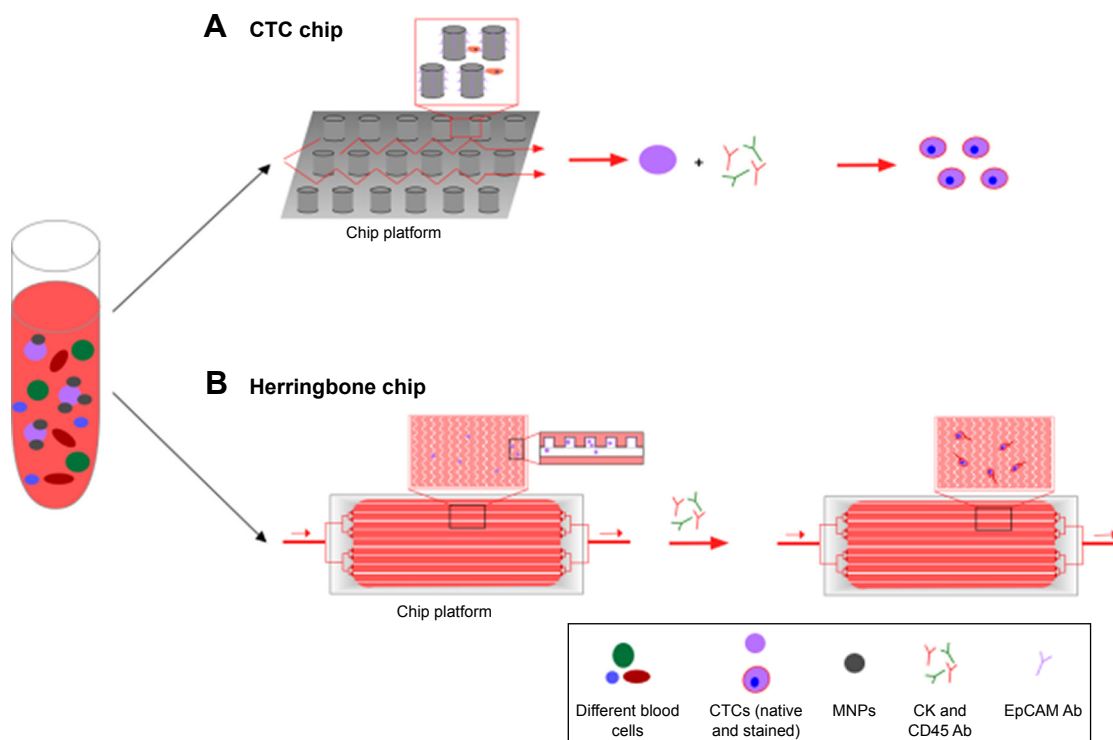 A CTC chip
Chip platform
+
B Herringbone chip
Chip platform
Different blood
cells
CTCs (native
and stained)
MNPs
CK and
CD45 Ab
EpCAM Ab